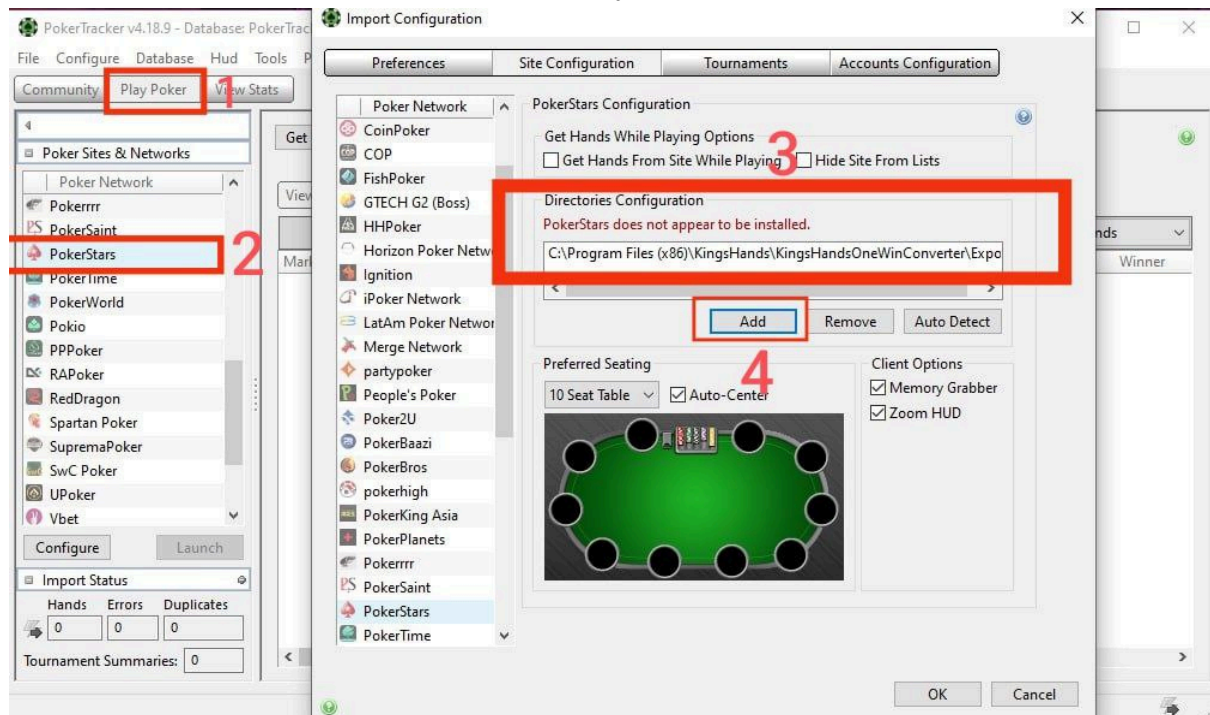 PokerTracker v4.18.9 - Database: PokerTrac
File Configure Database Hud Tools P
Community Play Poker View Stats
1
Poker Sites & Networks
Poker Network
Pokerrrr
PokerSaint
PokerStars
2
PokerTime
PokerWorld
Pokio
PPPoker
RAPoker
RedDragon
Spartan Poker
SupremaPoker
SwC Poker
UPoker
Vbet
Configure Launch
Import Status
Hands Errors Duplicates
0 0 0
Tournament Summaries: 0
Get
View
Mar
nds
Winner
Import Configuration
Preferences Site Configuration Tournaments Accounts Configuration
Poker Network
CoinPoker
COP
FishPoker
GTECH G2 (Boss)
HHPoker
Horizon Poker Netw
Ignition
iPoker Network
LatAm Poker Networ
Merge Network
partypoker
People's Poker
Poker2U
PokerBaazi
PokerBros
pokerhigh
PokerKing Asia
PokerPlanets
Pokerrrr
PokerSaint
PokerStars
PokerTime
PokerStars Configuration
Get Hands While Playing Options
3
Get Hands From Site While Playing Hide Site From Lists
Directories Configuration
PokerStars does not appear to be installed.
C:\Program Files (x86)\KingsHands\KingsHandsOneWinConverter\Expo
Add Remove Auto Detect
4
Preferred Seating
10 Seat Table Auto-Center
Client Options
Memory Grabber
Zoom HUD
OK Cancel